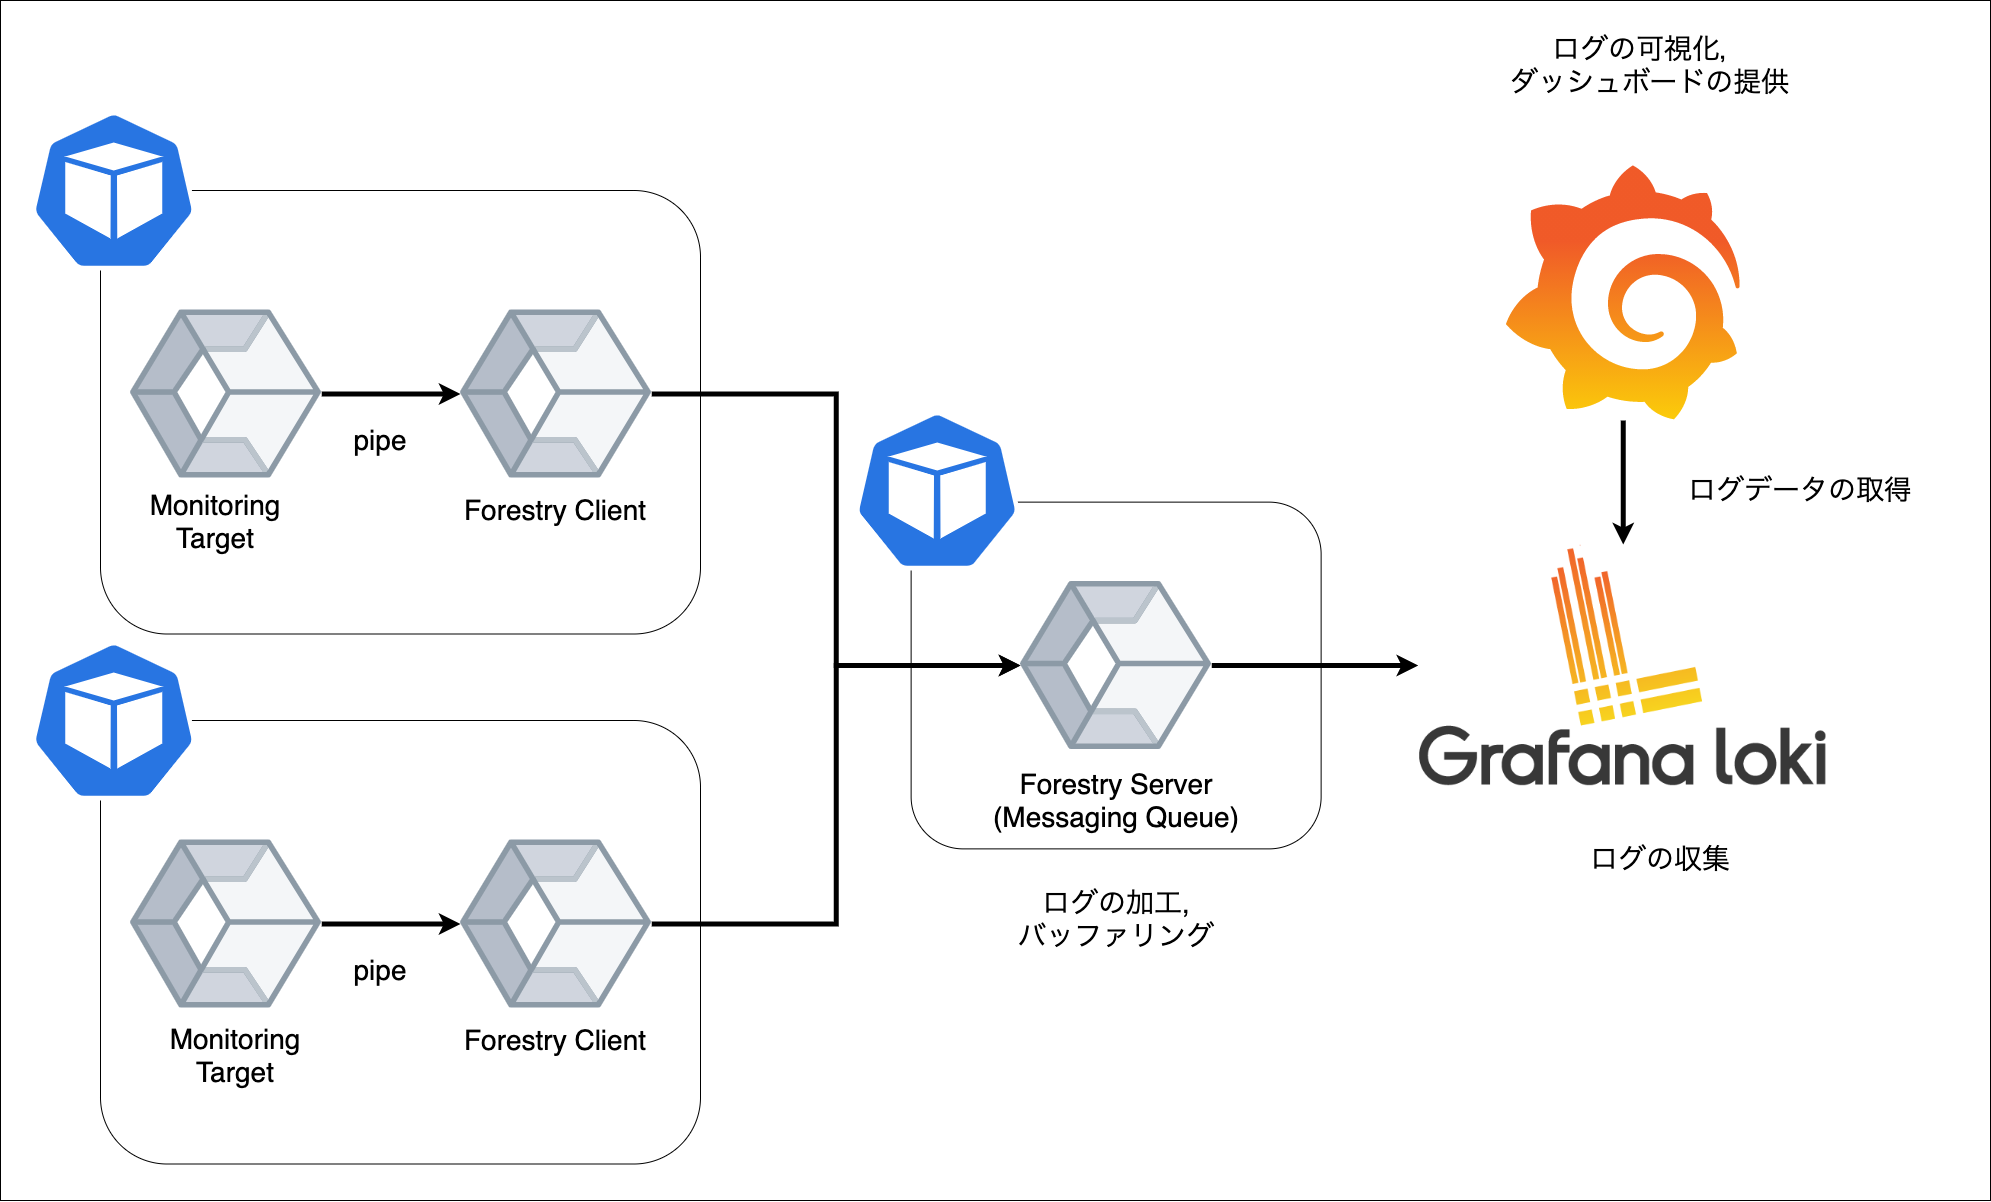 ログの可視化,
ダッシュボードの提供
pipe
Monitoring
Target
Forestry Client
ログデータの取得
Grafana loki
Forestry Server
(Messaging Queue)
ログの収集
ログの加工,
バッファリング
pipe
Monitoring
Target
Forestry Client